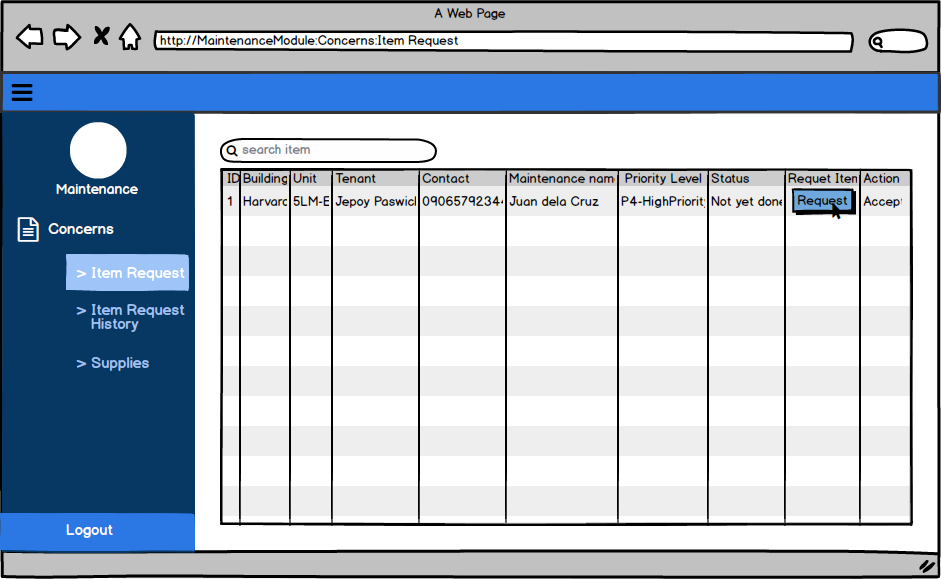 A Web Page
http://MaintenanceModule:Concerns:Item Request
Maintenance
Concerns
> Item Request
> Item Request
History
> Supplies
Logout
search item
ID Building Unit Tenant Contact Maintenance nam Priority Level Status Requet Iten Action
1 Harvarc 5LM-E Jepoy Paswicl 09065792344 Juan dela Cruz P4-HighPriorit Not yet done Request Accep